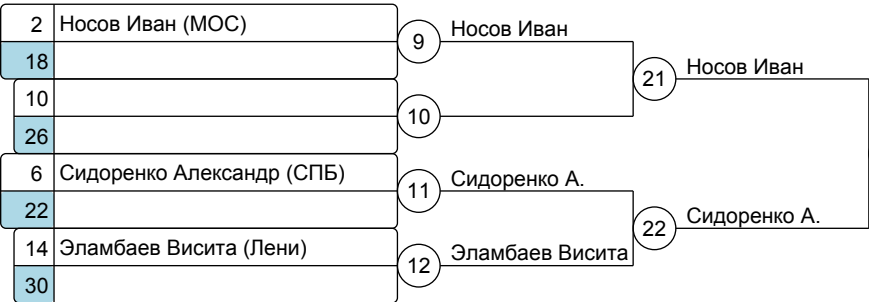 2 Носов Иван (МОС)
18
9 Носов Иван
10
26
10
21 Носов Иван
6 Сидоренко Александр (СПБ)
22
11 Сидоренко А.
14 Эламбаев Висита (Лени)
30
12 Эламбаев Висита
22 Сидоренко А.